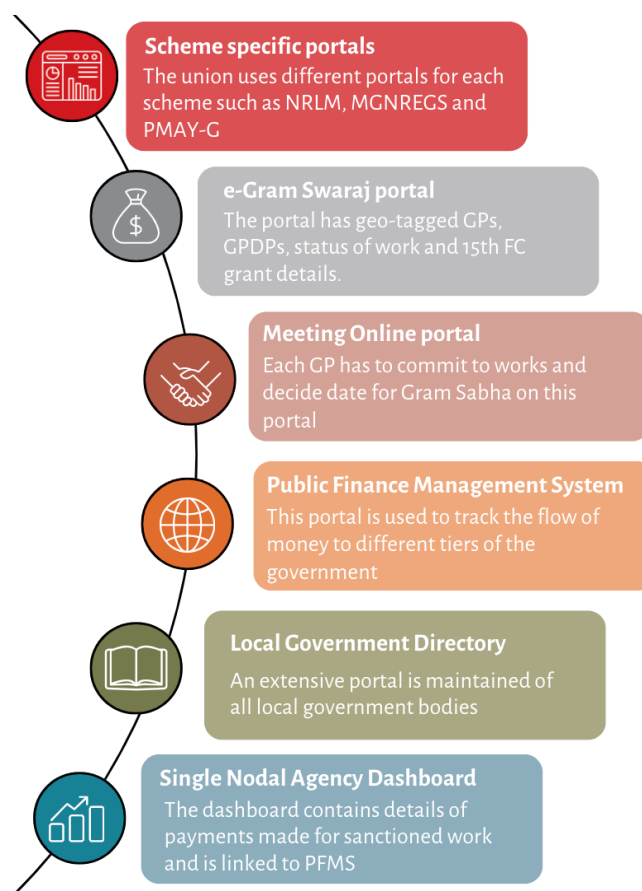 Scheme specific portals
The union uses different portals for each
scheme such as NRLM, MGNREGS and
PMAY-G
e-Gram Swaraj portal
The portal has geo-tagged GPs,
GPDPs, status of work and 15th FC
grant details.
$
Meeting Online portal
Each GP has to commit to works and
decide date for Gram Sabha on this
portal
Public Finance Management System
This portal is used to track the flow of
money to different tiers of the
government
Local Government Directory
An extensive portal is maintained of
all local government bodies
Single Nodal Agency Dashboard
The dashboard contains details of
payments made for sanctioned work
and is linked to PFMS